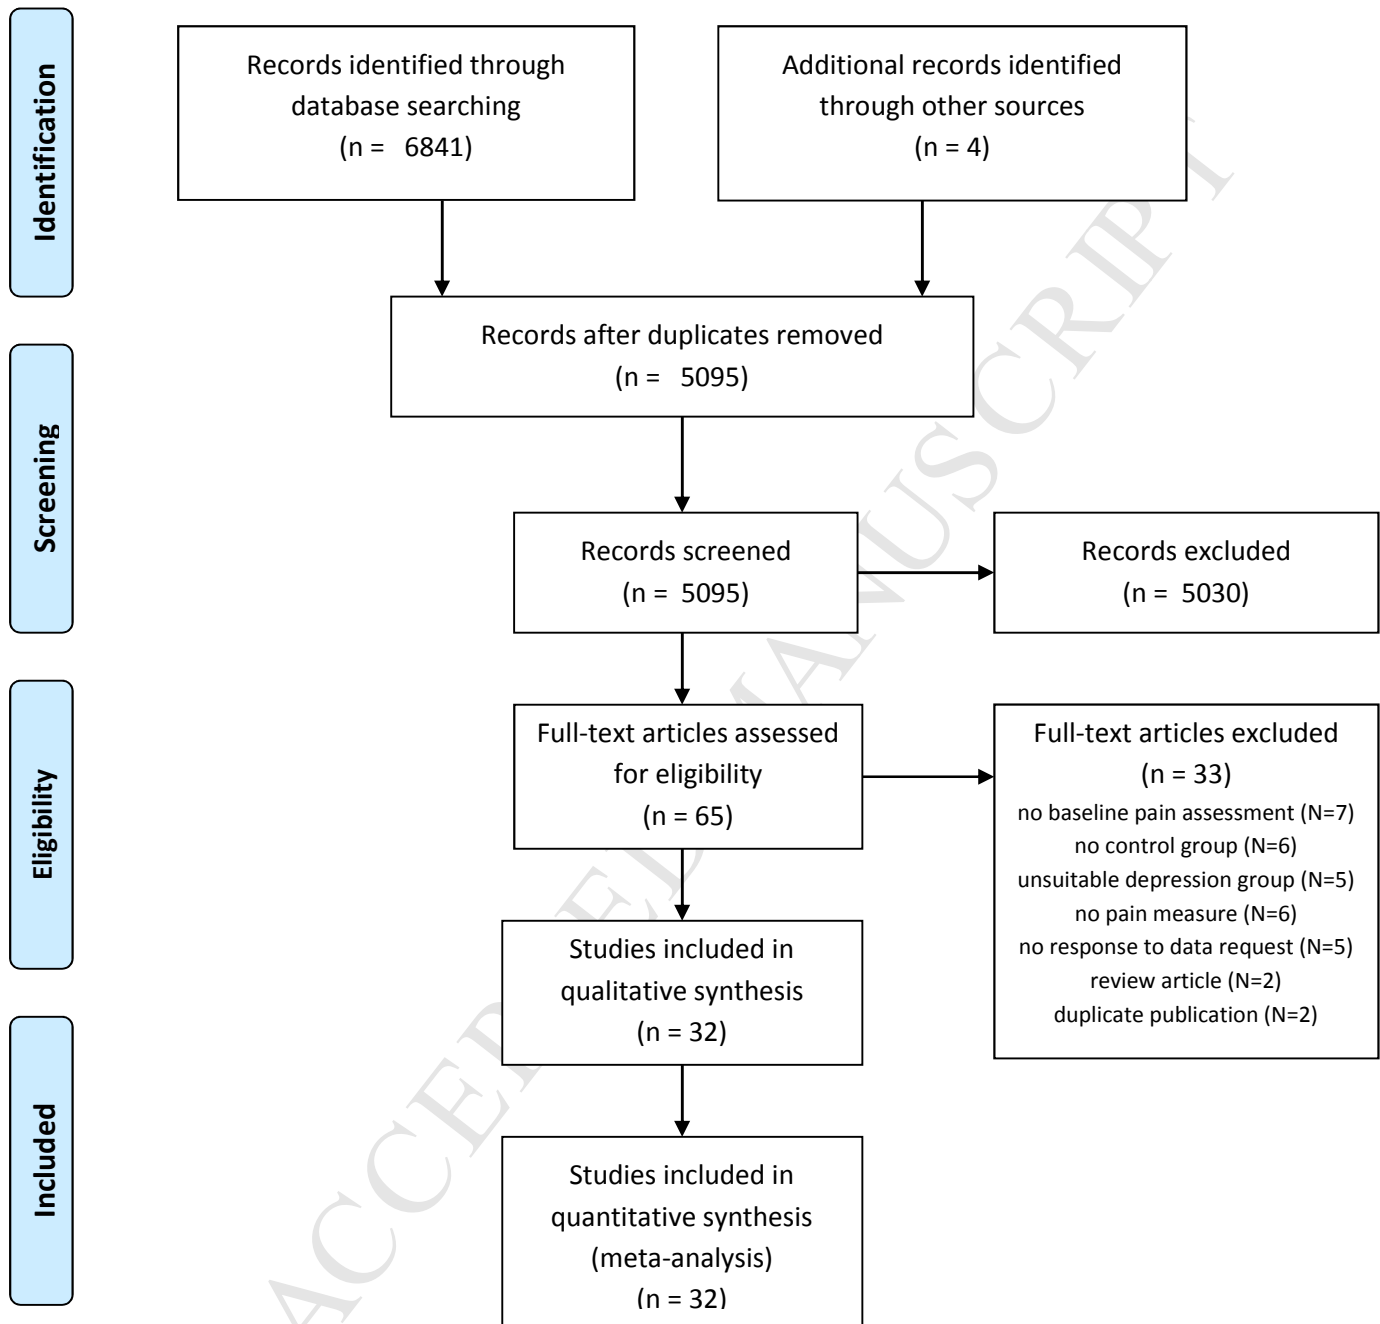 Identification
Records identified through
database searching
(n = 6841)
Additional records identified
through other sources
(n = 4)
Records after duplicates removed
(n = 5095)
Screening
Records screened
(n = 5095)
Records excluded
(n = 5030)
Eligibility
Full-text articles assessed
for eligibility
(n = 65)
Full-text articles excluded
(n = 33)
no baseline pain assessment (N=7)
no control group (N=6)
unsuitable depression group (N=5)
no pain measure (N=6)
no response to data request (N=5)
review article (N=2)
duplicate publication (N=2)
Studies included in
qualitative synthesis
(n = 32)
Included
Studies included in
quantitative synthesis
(meta-analysis)
(n = 32)
ACCEPTED MANUSCRIPT